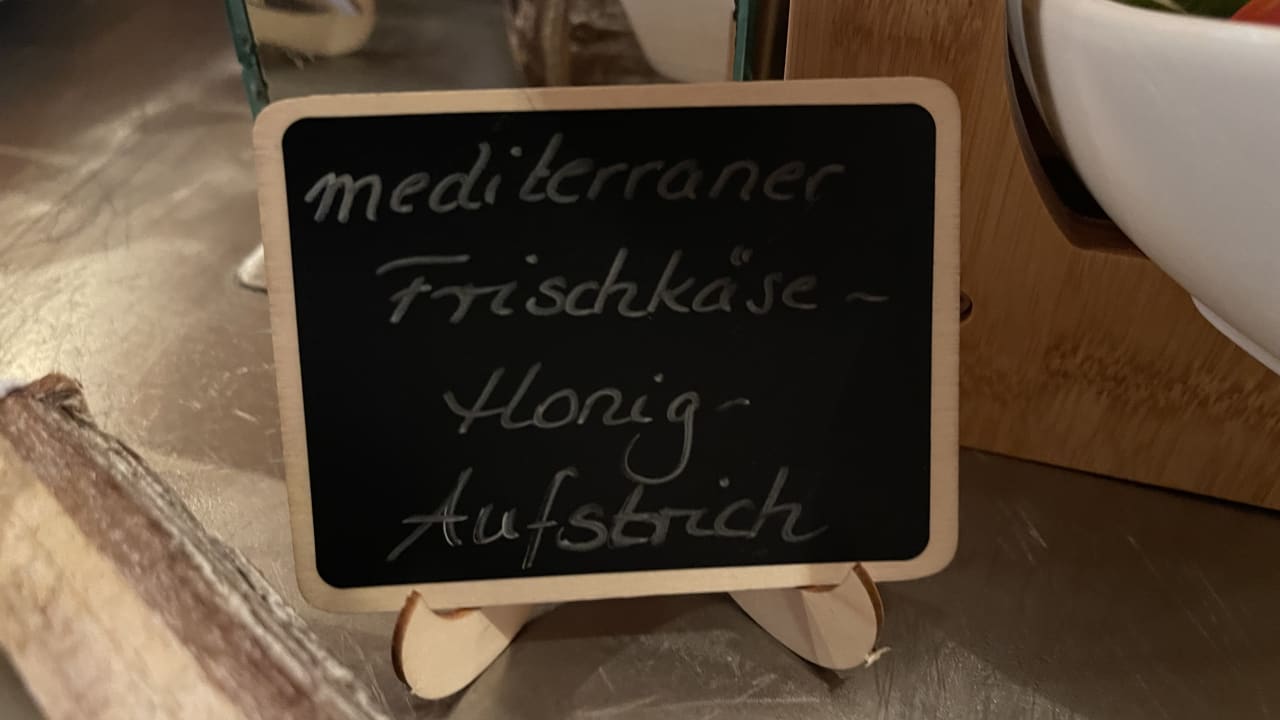 mediterraner
Frischkäse-
Honig-
Aufstrich